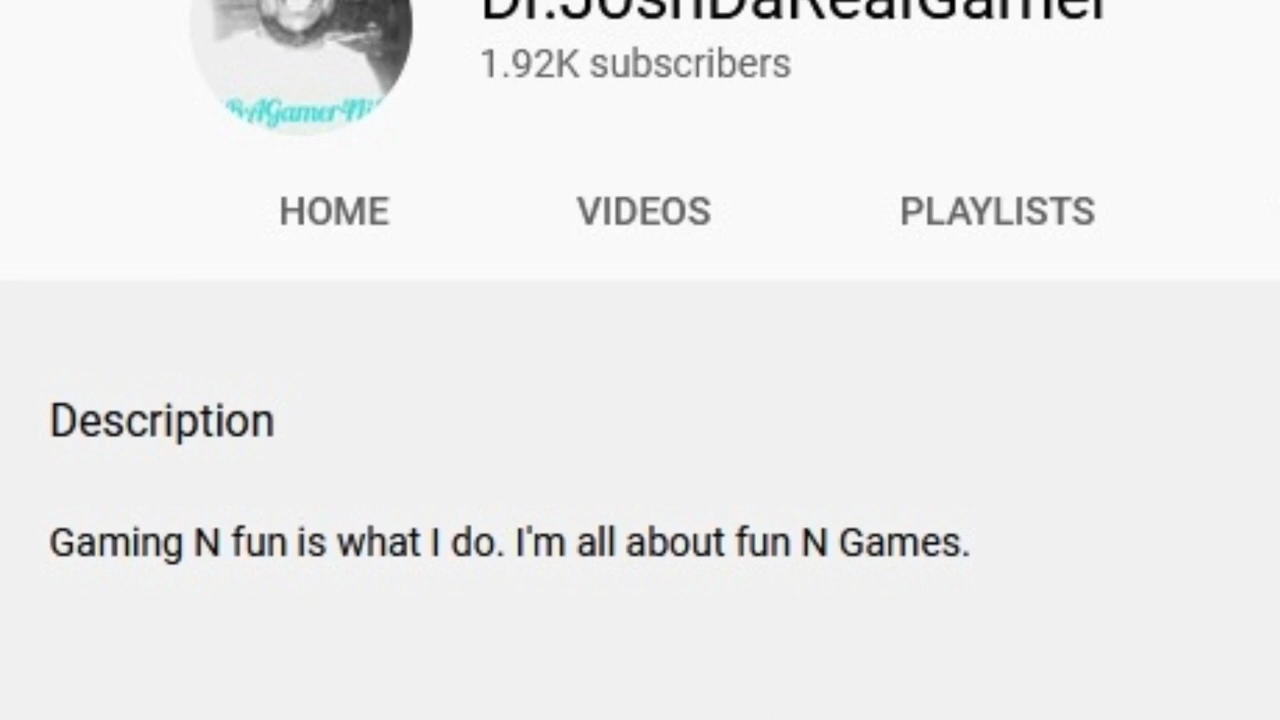 Dr.JoshDaRealGamer
1.92K subscribers
HOME VIDEOS PLAYLISTS
Description
Gaming N fun is what I do. I'm all about fun N Games.